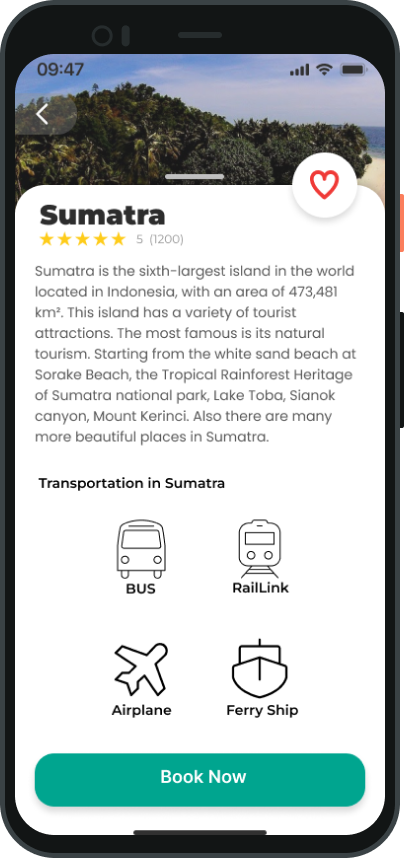 09:47
Sumatra
5 (1200)
Sumatra is the sixth-largest island in the world
located in Indonesia, with an area of 473,481
km². This island has a variety of tourist
attractions. The most famous is its natural
tourism. Starting from the white sand beach at
Sorake Beach, the Tropical Rainforest Heritage
of Sumatra national park, Lake Toba, Sianok
canyon, Mount Kerinci. Also there are many
more beautiful places in Sumatra.
Transportation in Sumatra
BUS RailLink
Airplane Ferry Ship
Book Now